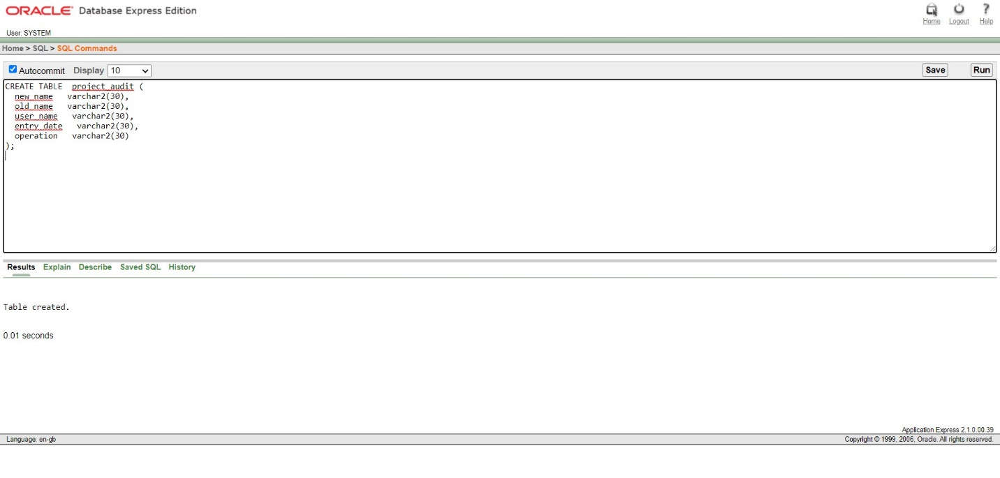 ORACLE Database Express Edition
Home Logout Help
User: SYSTEM
Home > SQL > SQL Commands
Autocommit Display 10 Save Run
CREATE TABLE project_audit (
new_name varchar2(30),
old_name varchar2(30),
user_name varchar2(30),
entry_date varchar2(30),
operation varchar2(30)
);
Results Explain Describe Saved SQL History
Table created.
0.01 seconds
Application Express 2.1.0.00.39
Language: en-gb Copyright © 1999, 2006, Oracle. All rights reserved.